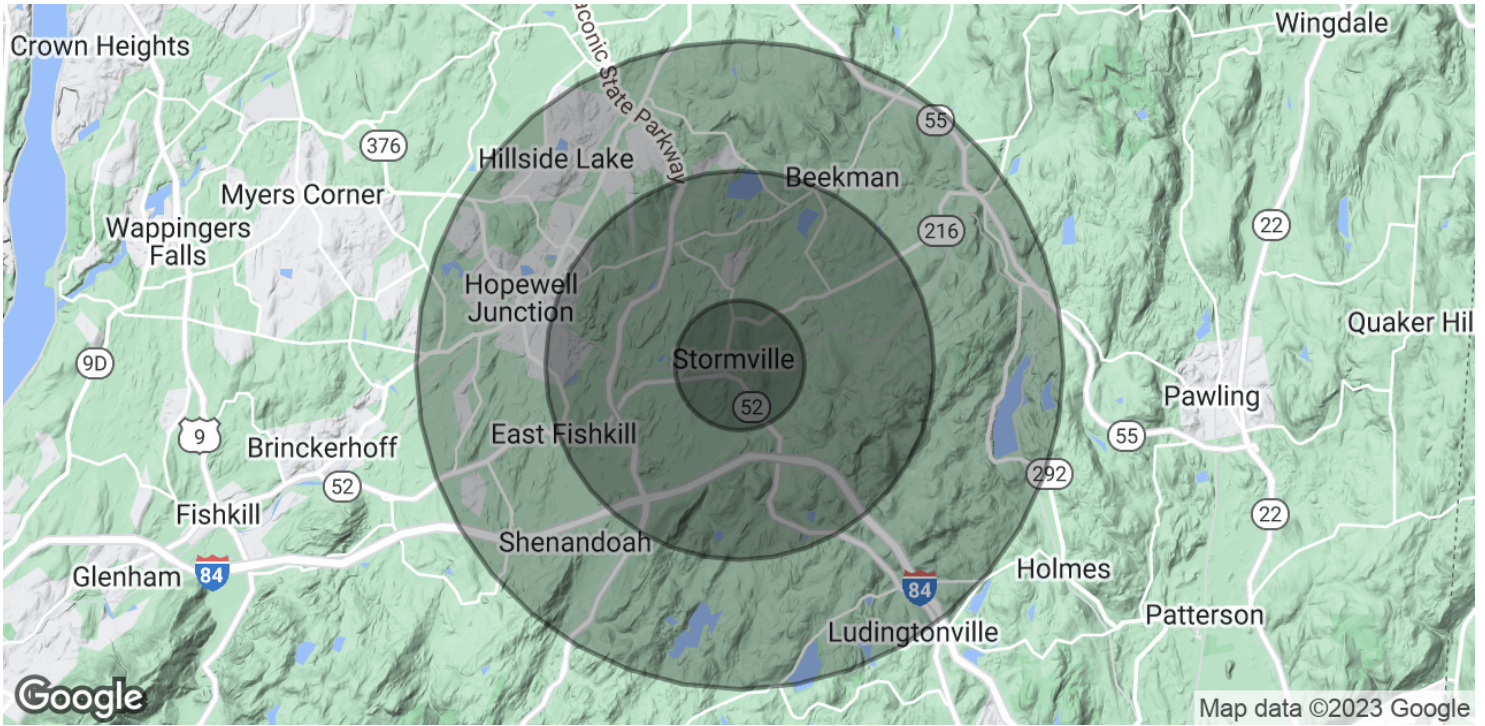 Wingdale
Crown Heights
aconic State Parkway
55
376
Hillside Lake
Beekman
Myers Corner
216
22
Wappingers
Falls
Hopewell
Junction
Quaker Hil
9D
Stormville
52
Pawling
9
East Fishkill
55
Brinckerhoff
52
292
Fishkill
22
Shenandoah
Glenham
84
84
Holmes
Patterson
Ludingtonville
Google
Map data ©2023 Google